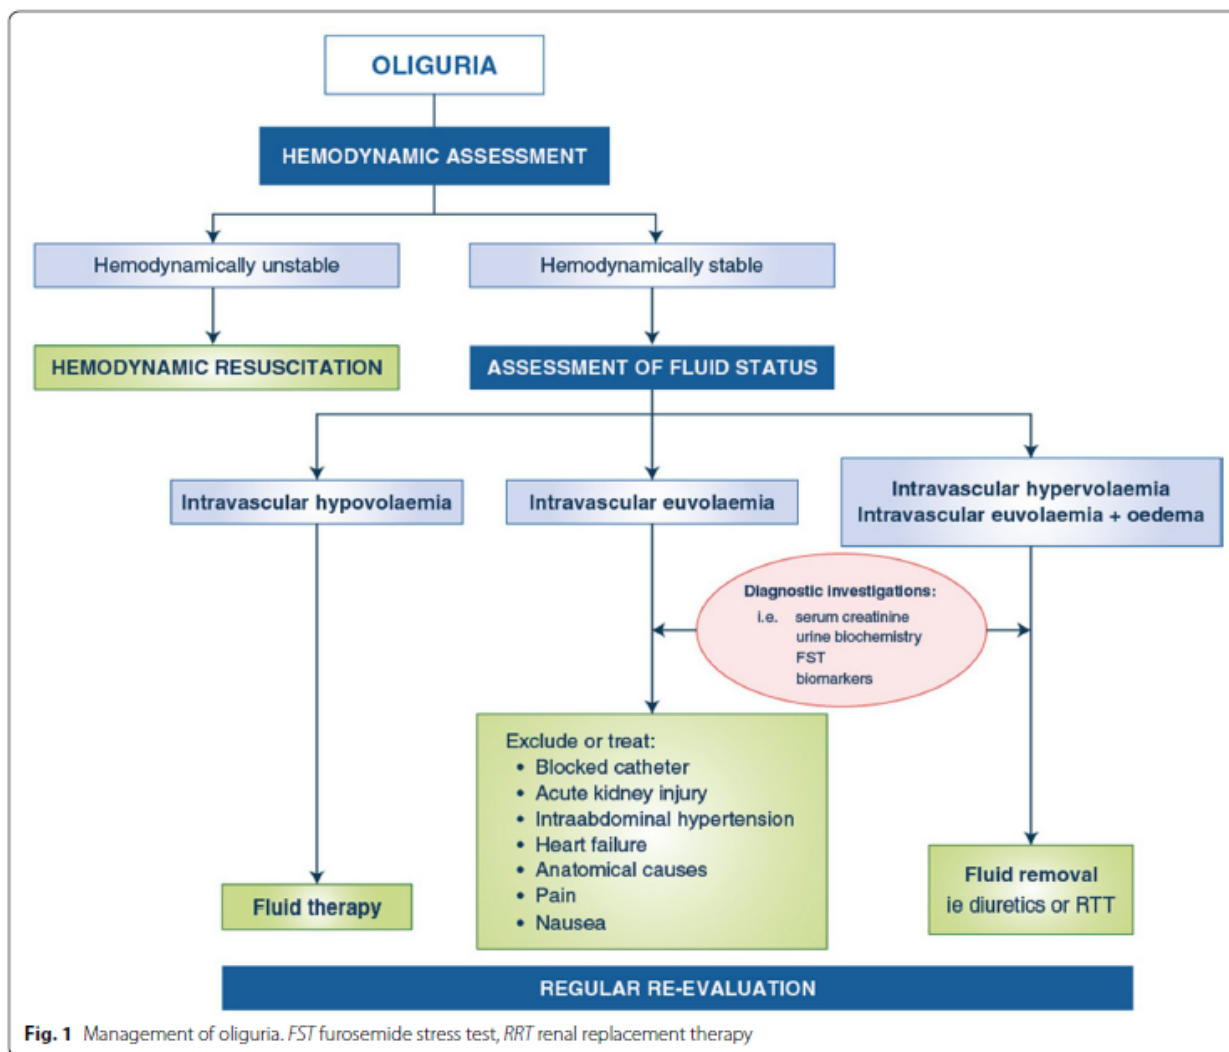 OLIGURIA
HEMODYNAMIC ASSESSMENT
Hemodynamically unstable
Hemodynamically stable
HEMODYNAMIC RESUSCITATION
ASSESSMENT OF FLUID STATUS
Intravascular hypovolaemia
Intravascular euvolaemia
Intravascular hypervolaemia
Intravascular euvolaemia + oedema
Diagnostic investigations:
i.e. serum creatinine
urine biochemistry
FST
biomarkers
Exclude or treat:
• Blocked catheter
• Acute kidney injury
• Intraabdominal hypertension
• Heart failure
• Anatomical causes
• Pain
• Nausea
Fluid therapy
Fluid removal
ie diuretics or RTT
REGULAR RE-EVALUATION
Fig. 1 Management of oliguria. FST furosemide stress test, RRT renal replacement therapy